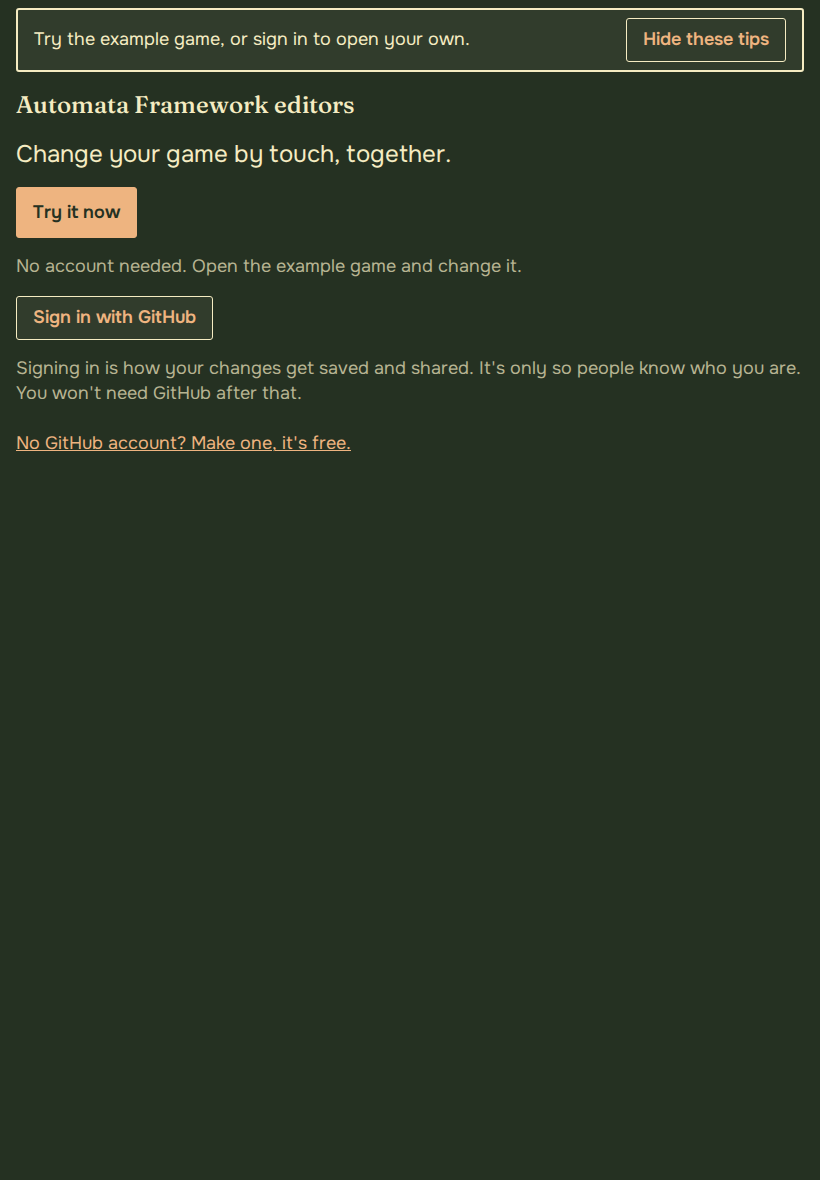 Try the example game, or sign in to open your own.
Hide these tips
Automata Framework editors
Change your game by touch, together.
Try it now
No account needed. Open the example game and change it.
Sign in with GitHub
Signing in is how your changes get saved and shared. It's only so people know who you are.
You won't need GitHub after that.
No GitHub account? Make one, it's free.